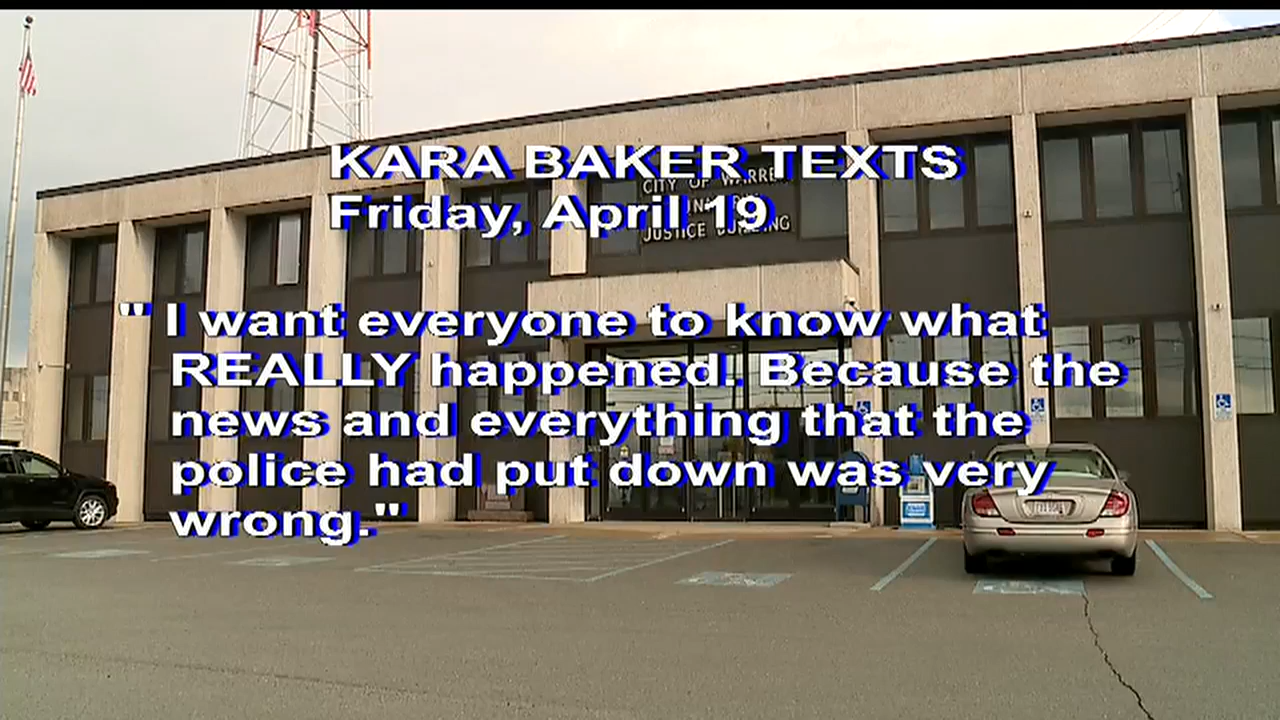 KARA BAKER TEXTS
Friday, April 19
CITY OF WARREN
JUSTICE BUILDING
" I want everyone to know what
REALLY happened. Because the
news and everything that the
police had put down was very
wrong."